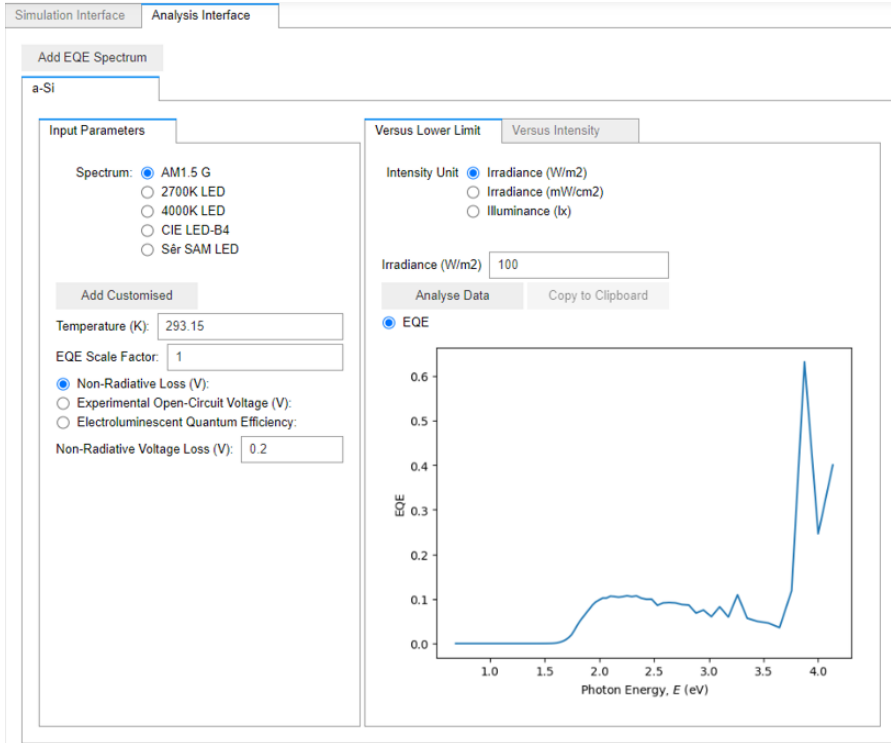 Simulation Interface
Analysis Interface
Add EQE Spectrum
a-Si
Input Parameters
Spectrum:
AM1.5 G
2700K LED
4000K LED
CIE LED-B4
Sêr SAM LED
Add Customised
Temperature (K): 293.15
EQE Scale Factor: 1
Non-Radiative Loss (V):
Experimental Open-Circuit Voltage (V):
Electroluminescent Quantum Efficiency:
Non-Radiative Voltage Loss (V): 0.2
Versus Lower Limit
Versus Intensity
Intensity Unit
Irradiance (W/m2)
Irradiance (mW/cm2)
Illuminance (lx)
Irradiance (W/m2) 100
Analyse Data
Copy to Clipboard
EQE
0.6
0.5
0.4
0.3
0.2
0.1
0.0
EQE
1.0 1.5 2.0 2.5 3.0 3.5 4.0
Photon Energy, E (eV)